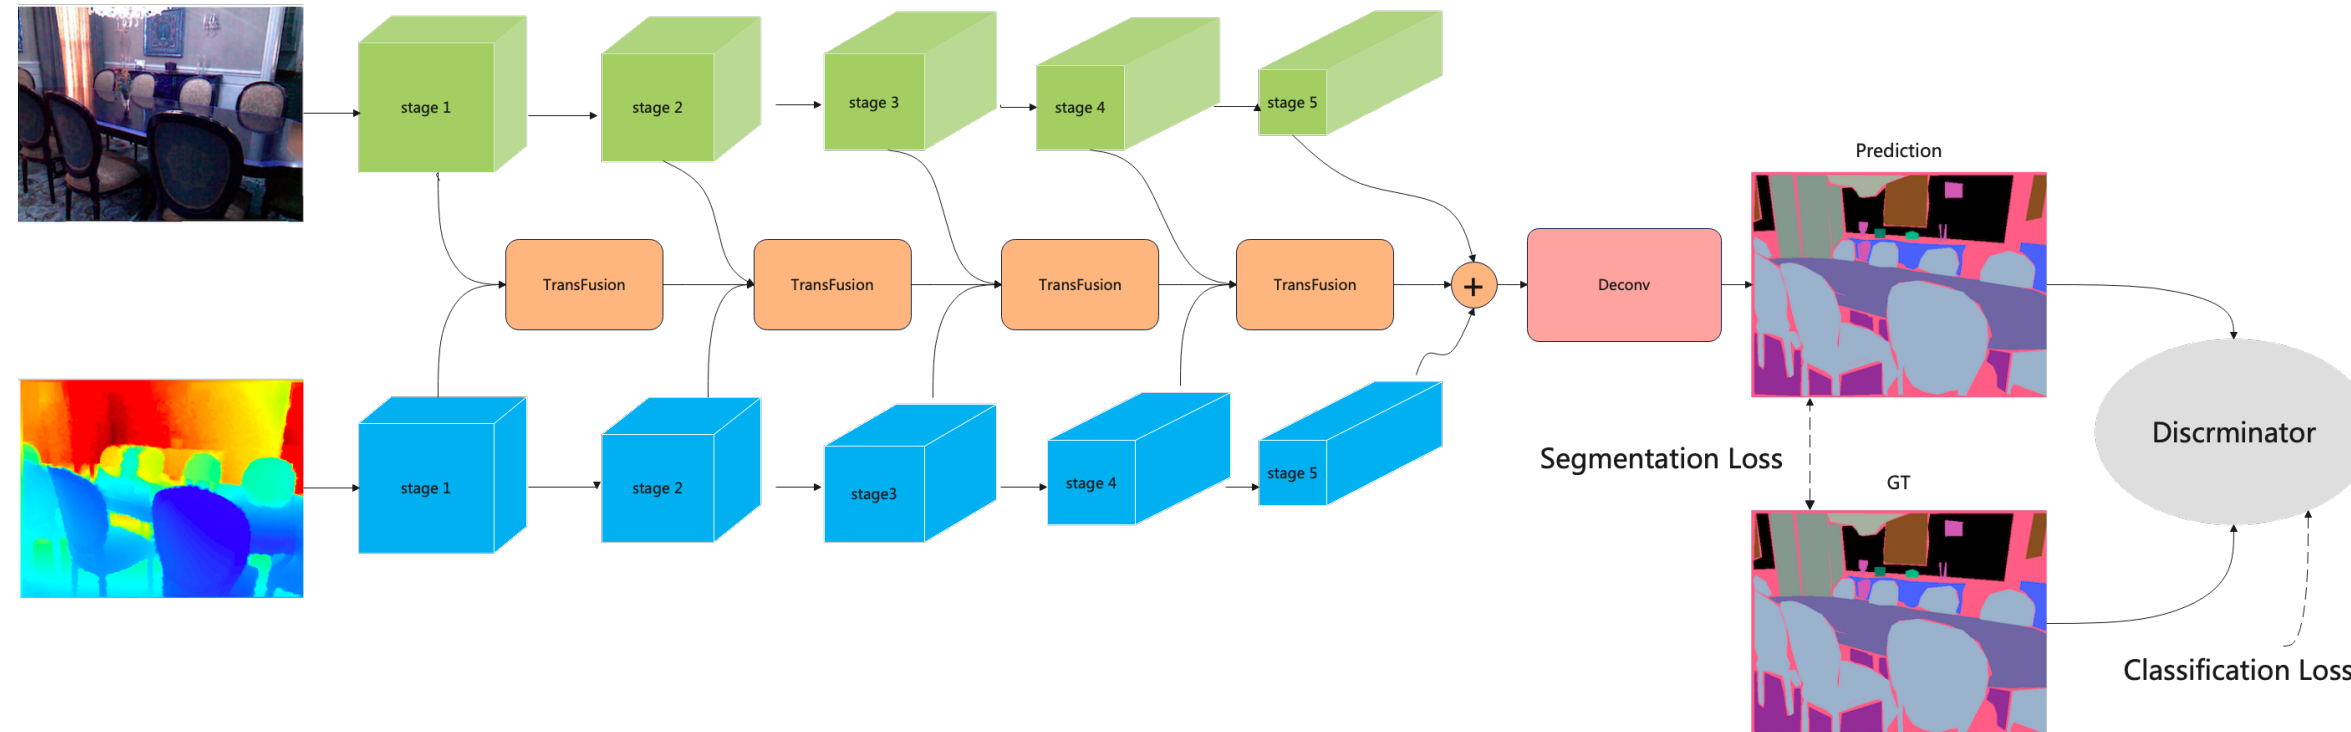 stage 1
stage 2
stage 3
stage 4
stage 5
Prediction
TransFusion
TransFusion
TransFusion
TransFusion
+
Deconv
Discrminator
Segmentation Loss
GT
stage 1
stage 2
stage3
stage 4
stage 5
Classification Loss